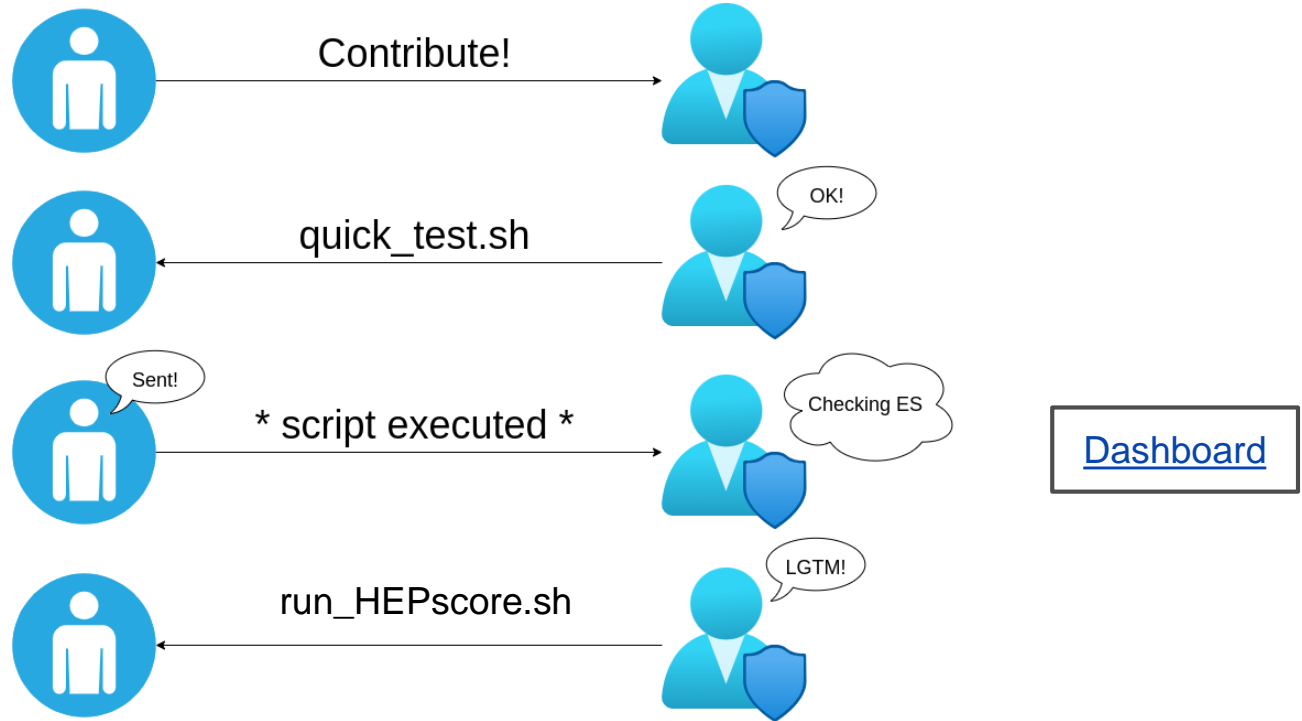 Contribute!
OK!
quick_test.sh
Sent!
* script executed *
Checking ES
Dashboard
LGTM!
run_HEPscore.sh